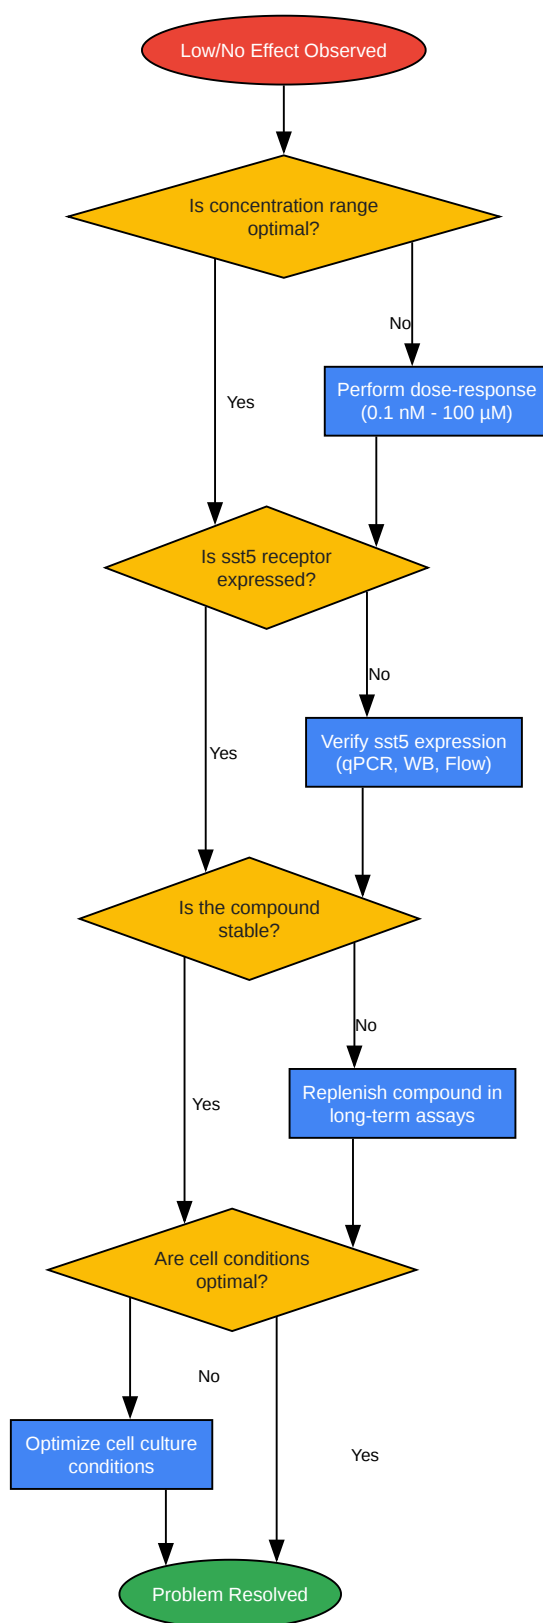 Low/No Effect Observed
Is concentration range
optimal?
No
Perform dose-response
(0.1 nM - 100 µM)
Yes
Is sst5 receptor
expressed?
No
Verify sst5 expression
(qPCR, WB, Flow)
Yes
Is the compound
stable?
No
Replenish compound in
long-term assays
Yes
Are cell conditions
optimal?
No
Optimize cell culture
conditions
Yes
Problem Resolved